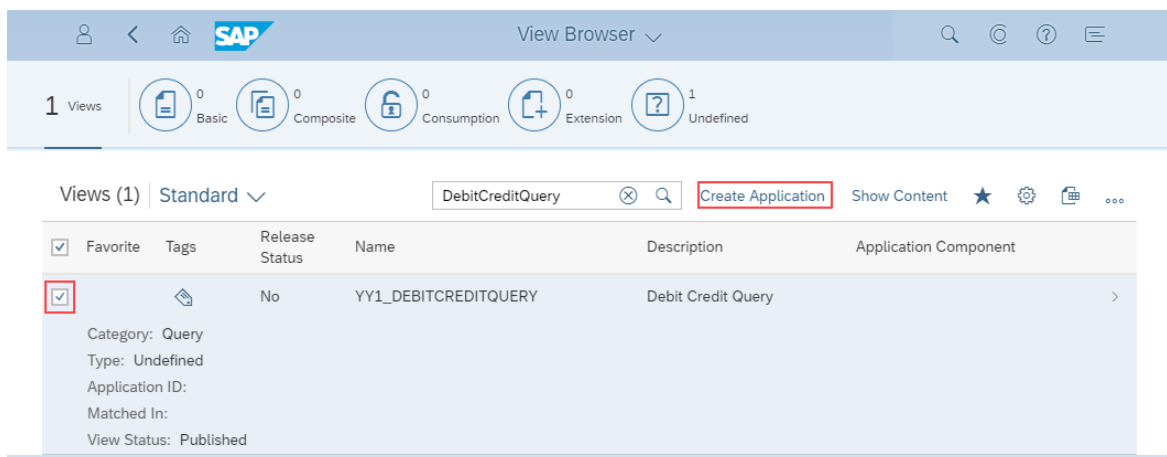 SAP View Browser
1 Views 0 Basic 0 Composite 0 Consumption 0 Extension 1 Undefined
Views (1) Standard DebitCreditQuery Create Application Show Content
Favorite Tags Release Status Name Description Application Component
No YY1_DEBITCREDITQUERY Debit Credit Query
Category: Query
Type: Undefined
Application ID:
Matched In:
View Status: Published